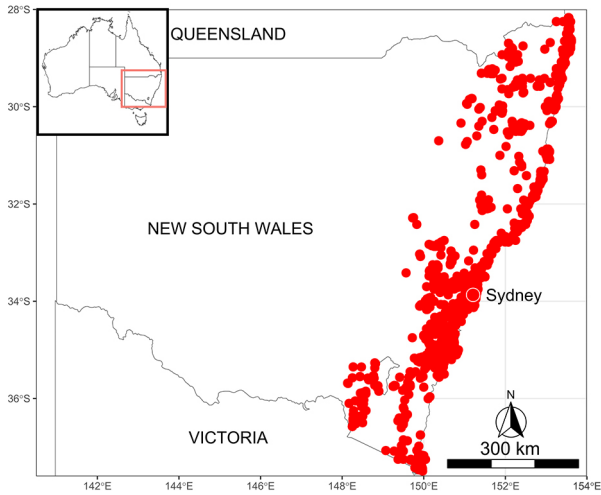 28°S
QUEENSLAND
30°S
32°S
NEW SOUTH WALES
Sydney
34°S
36°S
N
VICTORIA
300 km
142°E
144°E
146°E
148°E
150°E
152°E
154°E